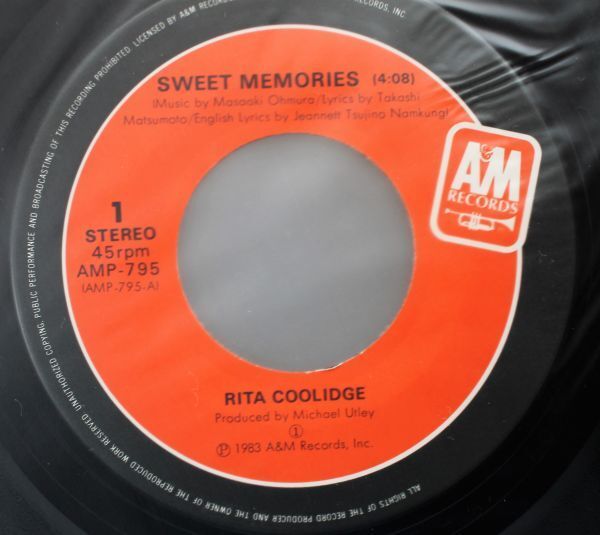 SWEET MEMORIES (4:08)
(Music by Masaaki Ohmura/Lyrics by Takashi
Matsumoto/English Lyrics by Jeannett Tsujino Namkung)
A&M
RECORDS
1
STEREO
45rpm
AMP-795
(AMP-795-A)
RITA COOLIDGE
Produced by Michael Utley
①
Ⓟ 1983 A&M Records, Inc.
ALL RIGHTS OF THE RECORD PRODUCER AND THE OWNER OF THE REPRODUCED WORK RESERVED UNAUTHORIZED COPYING, PUBLIC PERFORMANCE AND BROADCASTING OF THIS RECORDING PROHIBITED. LICENSED BY A&M RECORDS, INC.